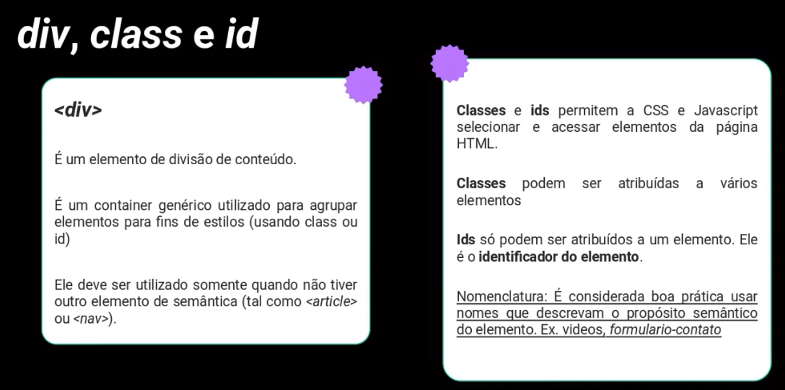 div, class e id
<div>
É um elemento de divisão de conteúdo.
É um container genérico utilizado para agrupar
elementos para fins de estilos (usando class ou
id)
Ele deve ser utilizado somente quando não tiver
outro elemento de semântica (tal como <article>
ou <nav>).
Classes e ids permitem a CSS e Javascript
selecionar e acessar elementos da página
HTML.
Classes podem ser atribuídas a vários
elementos
Ids só podem ser atribuídos a um elemento. Ele
é o identificador do elemento.
Nomenclatura: É considerada boa prática usar
nomes que descrevam o propósito semântico
do elemento. Ex. videos, formulario-contato